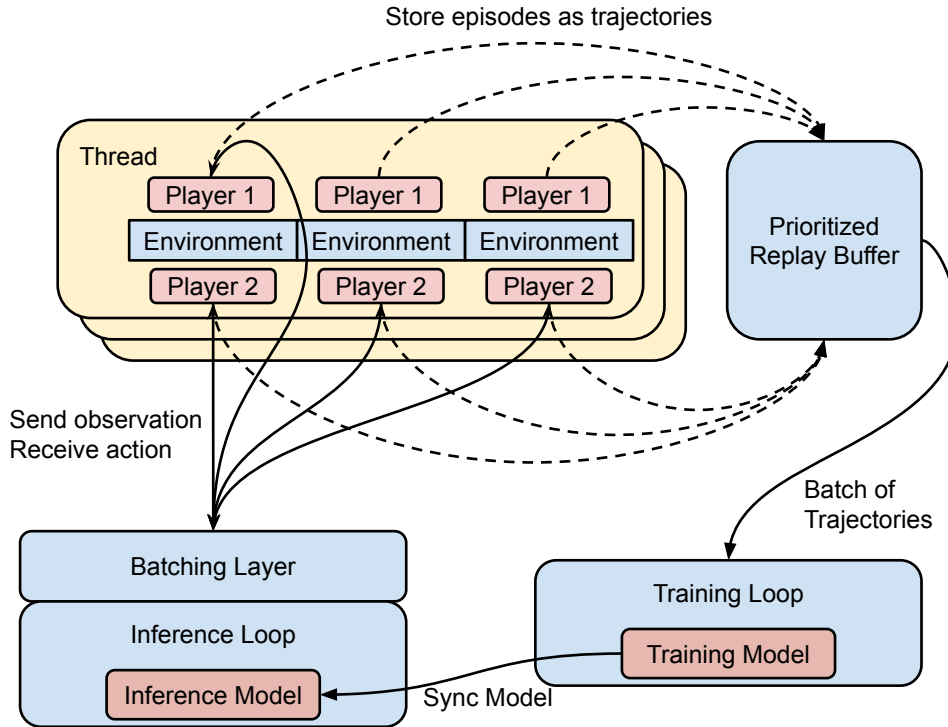 Store episodes as trajectories
Thread
Player 1
Player 1
Player 1
Environment
Environment
Environment
Player 2
Player 2
Player 2
Prioritized
Replay Buffer
Send observation
Receive action
Batch of
Trajectories
Batching Layer
Inference Loop
Inference Model
Sync Model
Training Loop
Training Model